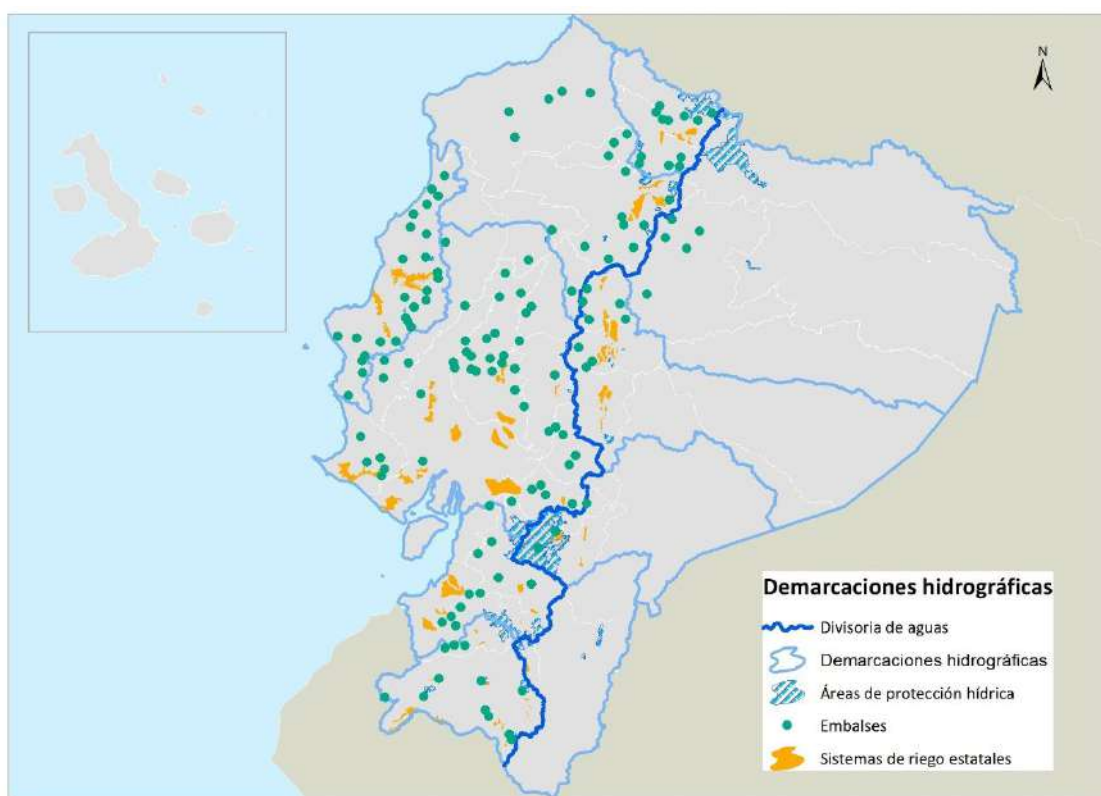 N
Demarcaciones hidrográficas
Divisoria de aguas
Demarcaciones hidrográficas
Áreas de protección hídrica
Embalses
Sistemas de riego estatales